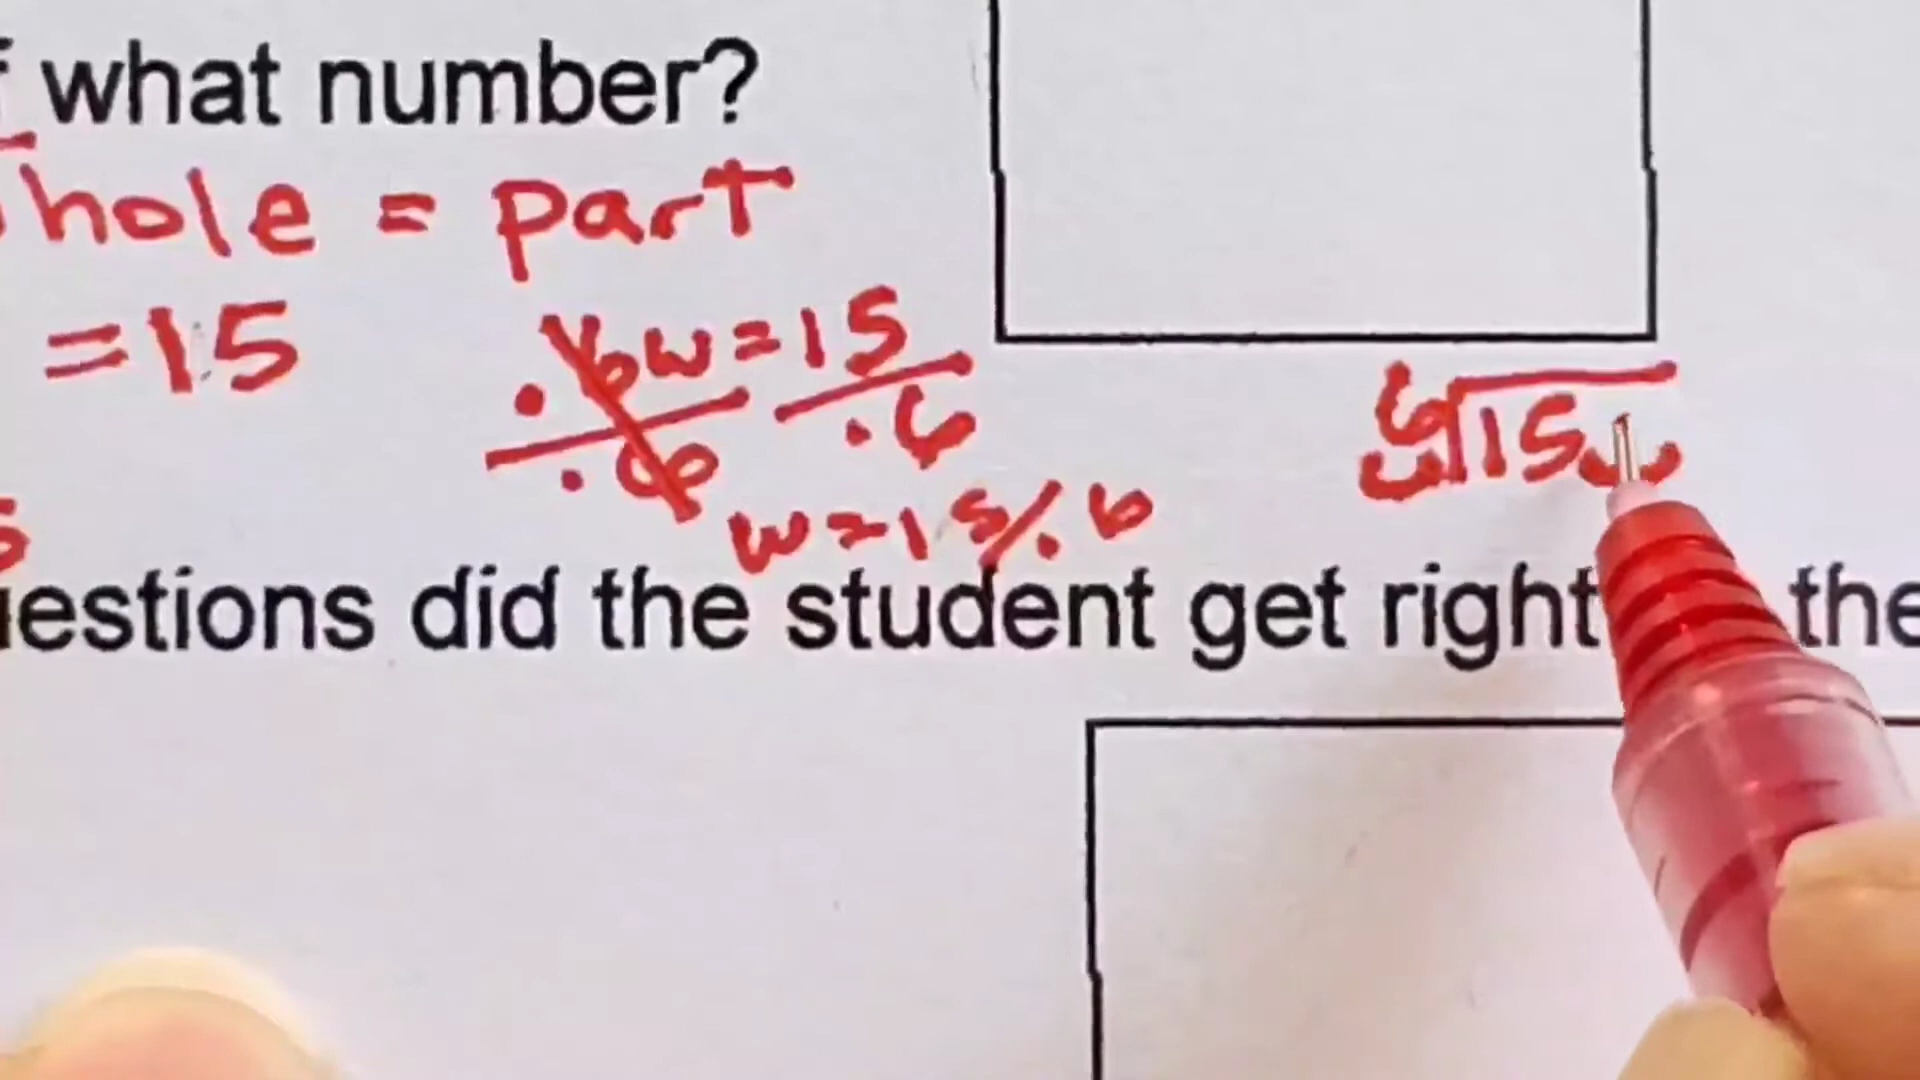 what number?
hole = part
=15
.6w=15
.6 .6
w=15/.6
6 15
estions did the student get right the